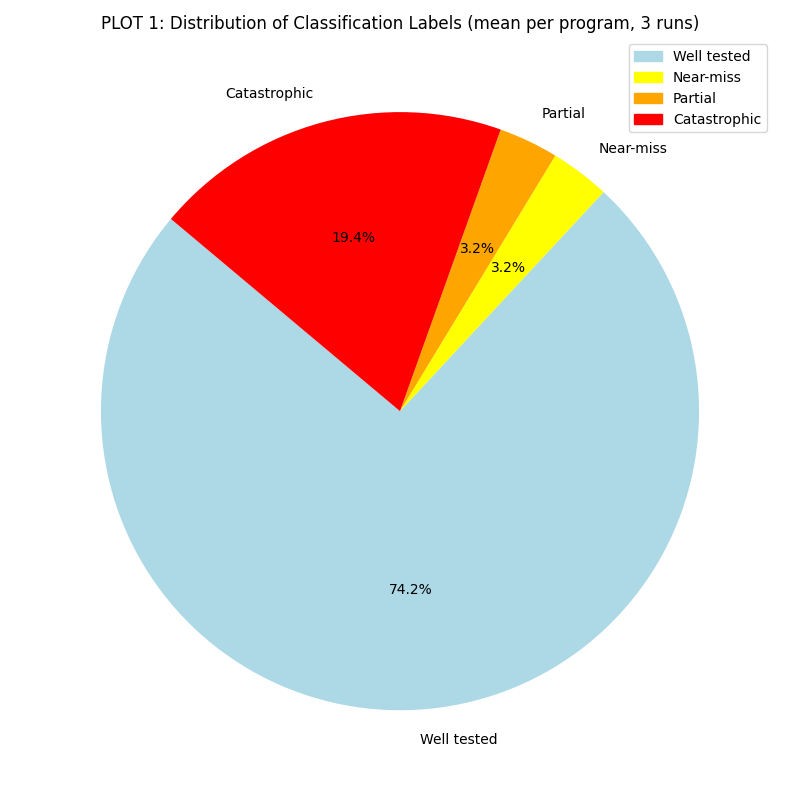 PLOT 1: Distribution of Classification Labels (mean per program, 3 runs)
Well tested
Near-miss
Partial
Catastrophic
Catastrophic
Partial
Near-miss
19.4%
3.2%
3.2%
74.2%
Well tested